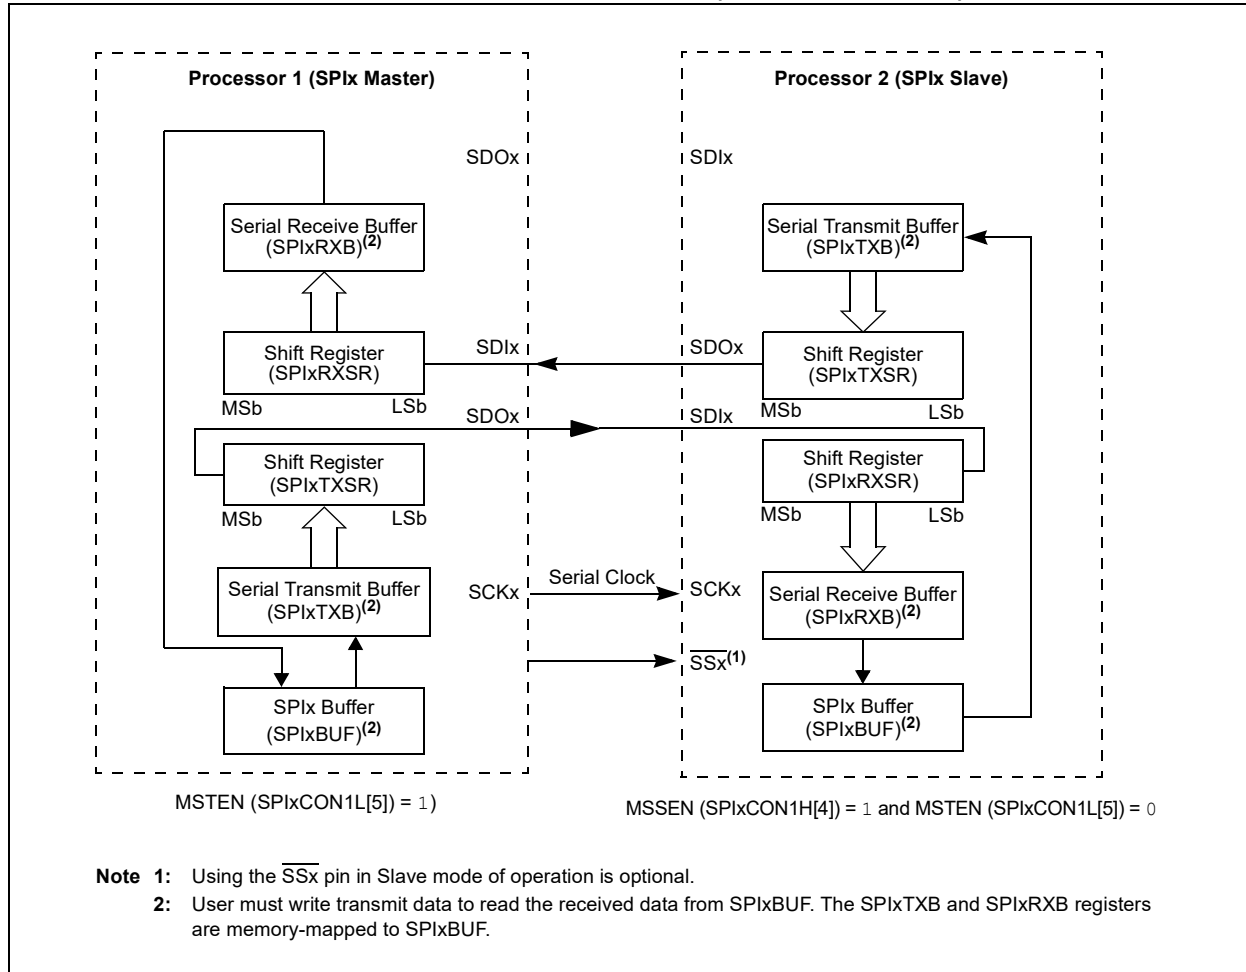 Processor 1 (SPIx Master)
Processor 2 (SPIx Slave)
SDOx
SDIx
Serial Receive Buffer
(SPIxRXB)(2)
Serial Transmit Buffer
(SPIxTXB)(2)
Shift Register
(SPIxRXSR)
SDIx
SDOx
Shift Register
(SPIxTXSR)
MSb
LSb
MSb
LSb
SDOx
SDIx
Shift Register
(SPIxTXSR)
Shift Register
(SPIxRXSR)
MSb
LSb
MSb
LSb
Serial Transmit Buffer
(SPIxTXB)(2)
SCKx
Serial Clock
SCKx
Serial Receive Buffer
(SPIxRXB)(2)
SSx(1)
SPIx Buffer
(SPIxBUF)(2)
SPIx Buffer
(SPIxBUF)(2)
MSTEN (SPIxCON1L[5]) = 1)
MSSEN (SPIxCON1H[4]) = 1 and MSTEN (SPIxCON1L[5]) = 0
Note 1: Using the SSx pin in Slave mode of operation is optional.
2: User must write transmit data to read the received data from SPIxBUF. The SPIxTXB and SPIxRXB registers
are memory-mapped to SPIxBUF.